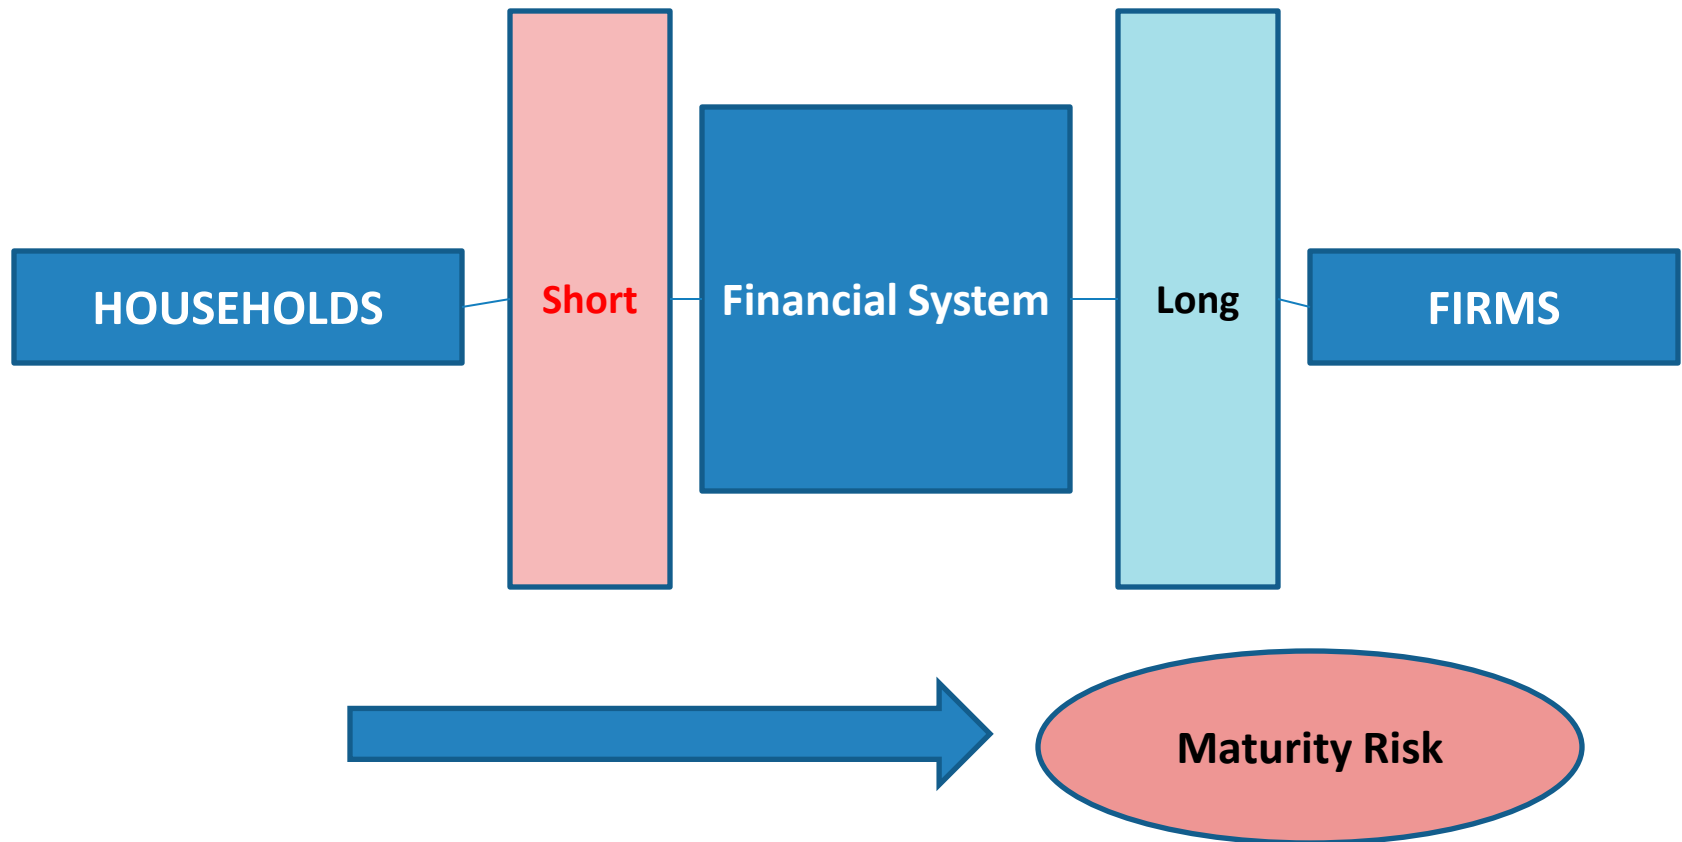 HOUSEHOLDS
Short
Financial System
Long
FIRMS
Maturity Risk